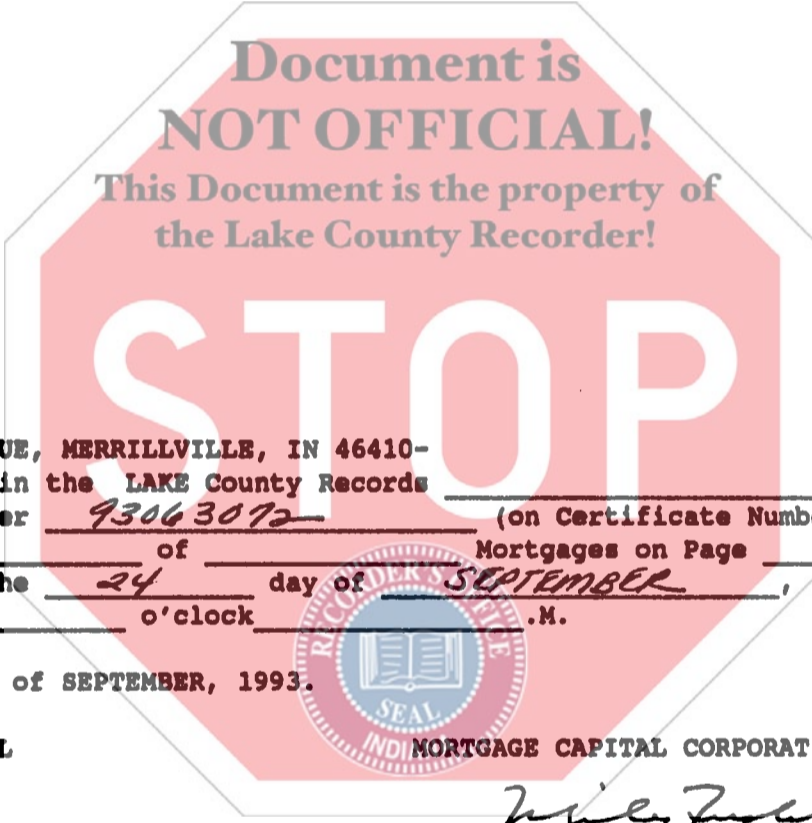 Document is
NOT OFFICIAL!
This Document is the property of
the Lake County Recorder!
STOP
UE, MERRILLVILLE, IN 46410-
in the LAKE County Records
er 93063072 (on Certificate Numb
of Mortgages on Page
he 24 day of SEPTEMBER,
o'clock .M.
of SEPTEMBER, 1993.
L MORTGAGE CAPITAL CORPORAT
RECORDER'S OFFICE
SEAL
INDIANA